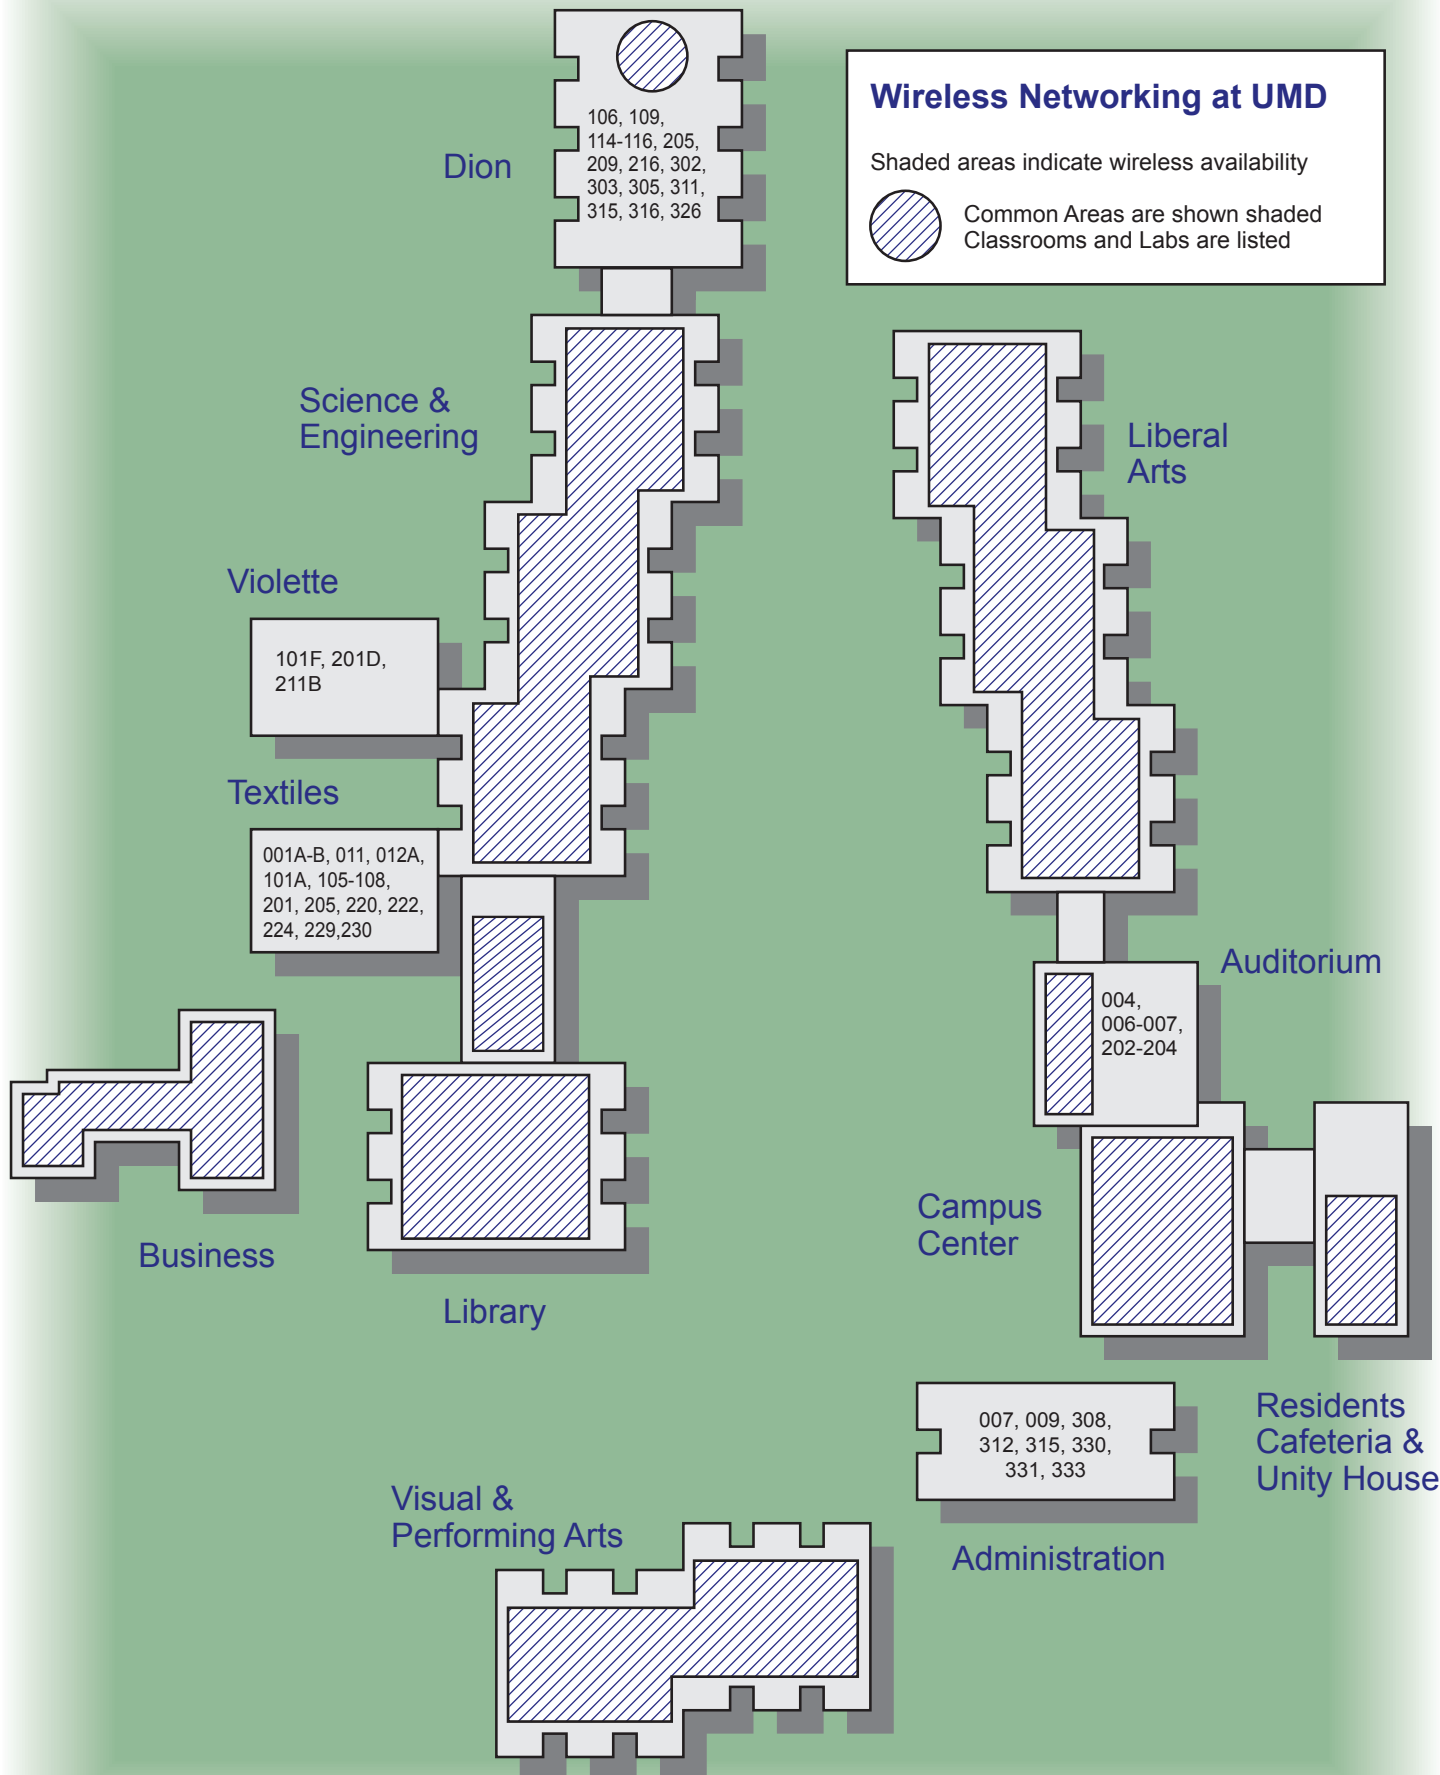 Wireless Networking at UMD
Shaded areas indicate wireless availability
Common Areas are shown shaded
Classrooms and Labs are listed
Dion
106, 109,
114-116, 205,
209, 216, 302,
303, 305, 311,
315, 316, 326
Science &
Engineering
Liberal
Arts
Violette
101F, 201D,
211B
Textiles
001A-B, 011, 012A,
101A, 105-108,
201, 205, 220, 222,
224, 229,230
Auditorium
004,
006-007,
202-204
Campus
Center
Business
Library
Residents
Cafeteria &
Unity House
007, 009, 308,
312, 315, 330,
331, 333
Administration
Visual &
Performing Arts